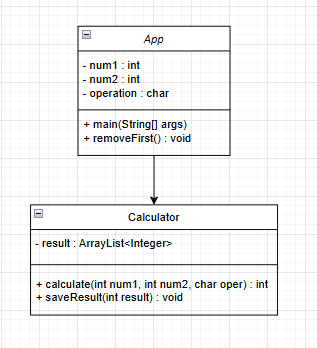 App
- num1 : int
- num2 : int
- operation : char
+ main(String[] args)
+ removeFirst() : void
Calculator
- result : ArrayList<Integer>
+ calculate(int num1, int num2, char oper) : int
+ saveResult(int result) : void